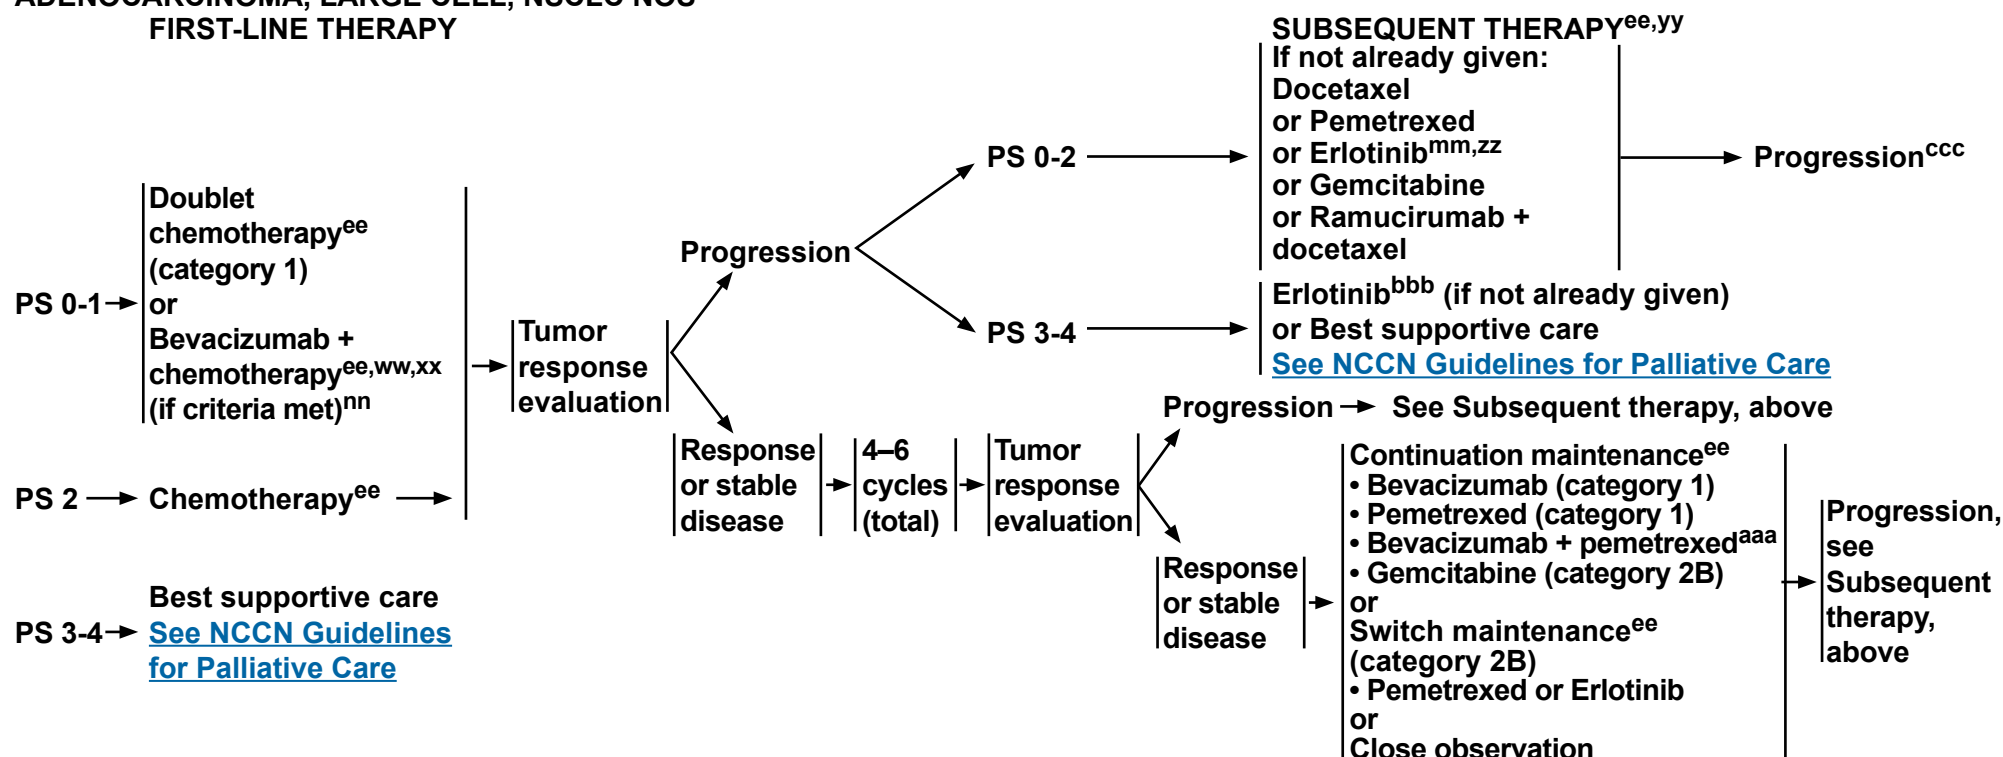 ADENOCARCINOMA, LARGE CELL, NSCLC NOS
FIRST-LINE THERAPY
PS 0-1
Doublet
chemotherapyee
(category 1)
or
Bevacizumab +
chemotherapyee,ww,xx
(if criteria met)nn
PS 2
Chemotherapyee
PS 3-4
Best supportive care
See NCCN Guidelines
for Palliative Care
Tumor
response
evaluation
Progression
PS 0-2
SUBSEQUENT THERAPYee,yy
If not already given:
Docetaxel
or Pemetrexed
or Erlotinibmm,zz
or Gemcitabine
or Ramucirumab +
docetaxel
Progressionccc
PS 3-4
Erlotinibbbb (if not already given)
or Best supportive care
See NCCN Guidelines for Palliative Care
Response
or stable
disease
4–6
cycles
(total)
Tumor
response
evaluation
Progression
See Subsequent therapy, above
Response
or stable
disease
Continuation maintenanceee
• Bevacizumab (category 1)
• Pemetrexed (category 1)
• Bevacizumab + pemetrexedaaa
• Gemcitabine (category 2B)
or
Switch maintenanceee
(category 2B)
• Pemetrexed or Erlotinib
or
Close observation
Progression,
see
Subsequent
therapy,
above